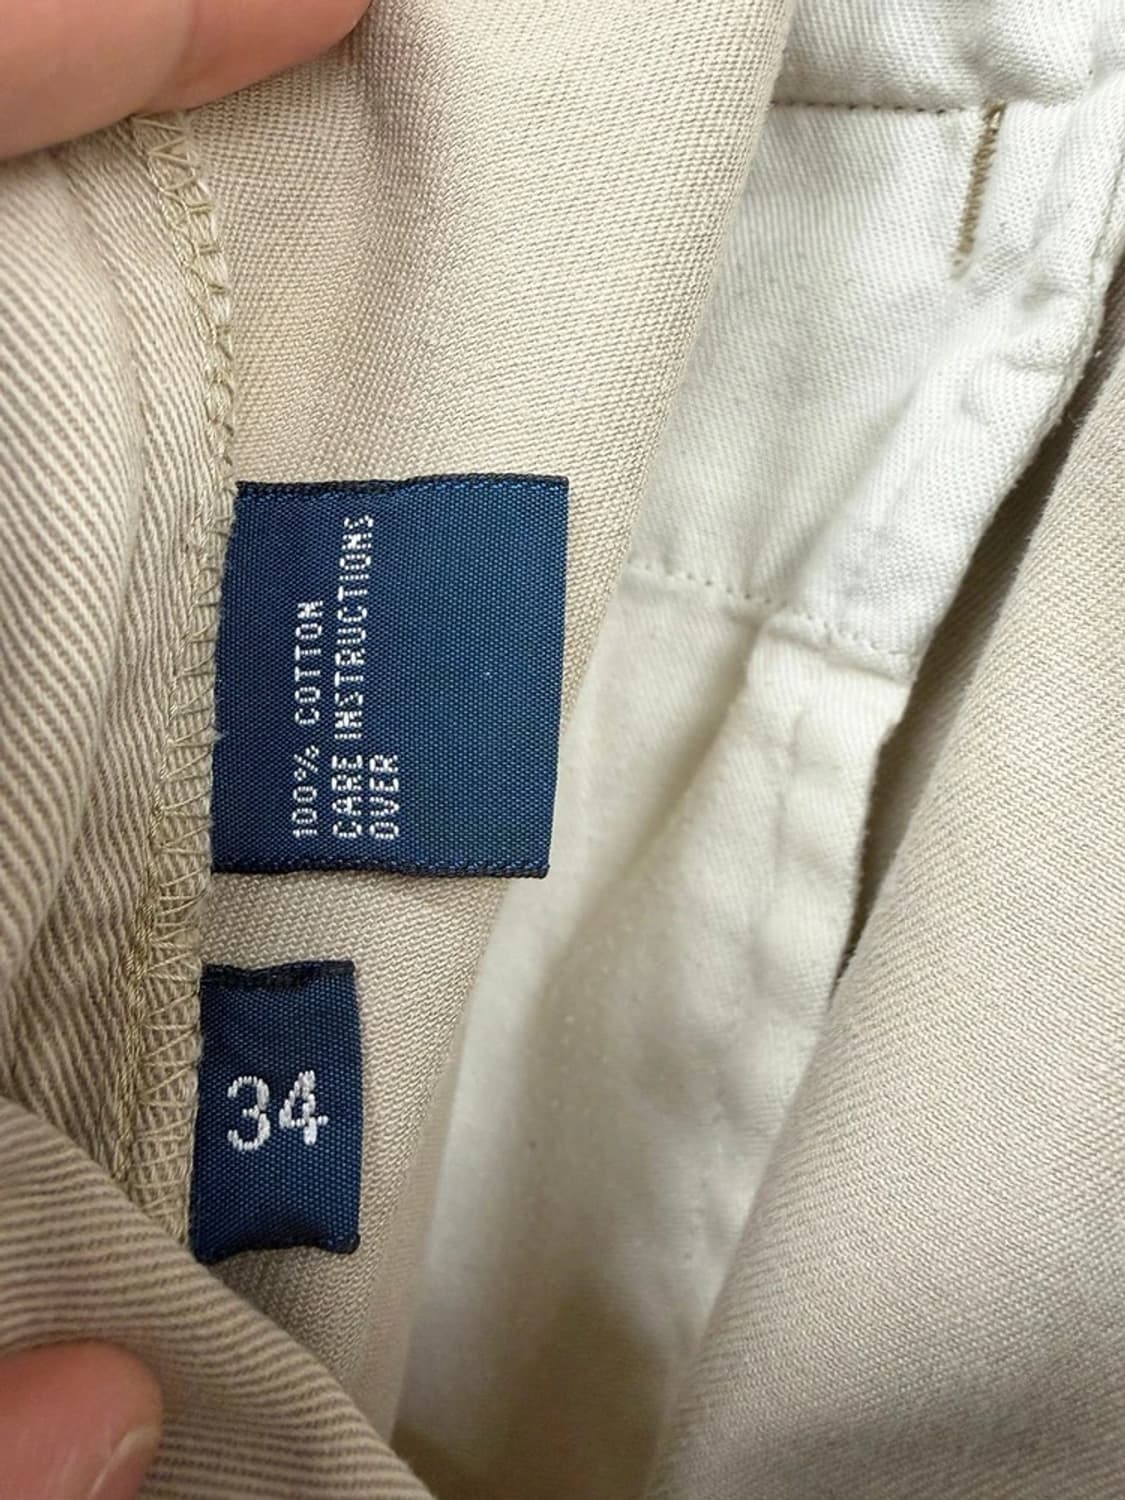 100% COTTON
CARE INSTRUCTIONS
OVER
34